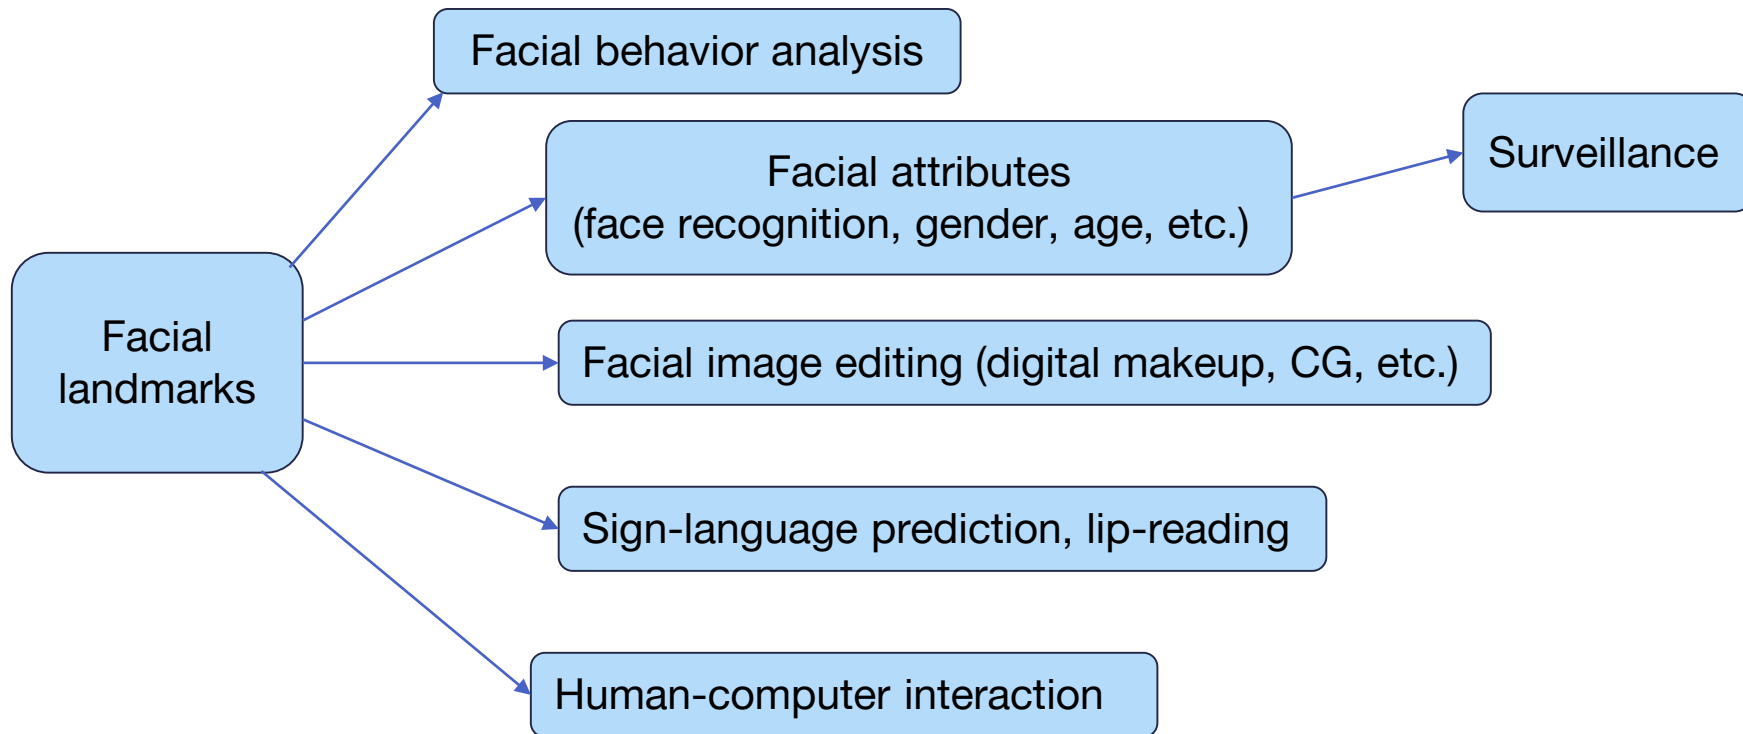 Facial behavior analysis
Facial attributes
(face recognition, gender, age, etc.)
Surveillance
Facial
landmarks
Facial image editing (digital makeup, CG, etc.)
Sign-language prediction, lip-reading
Human-computer interaction